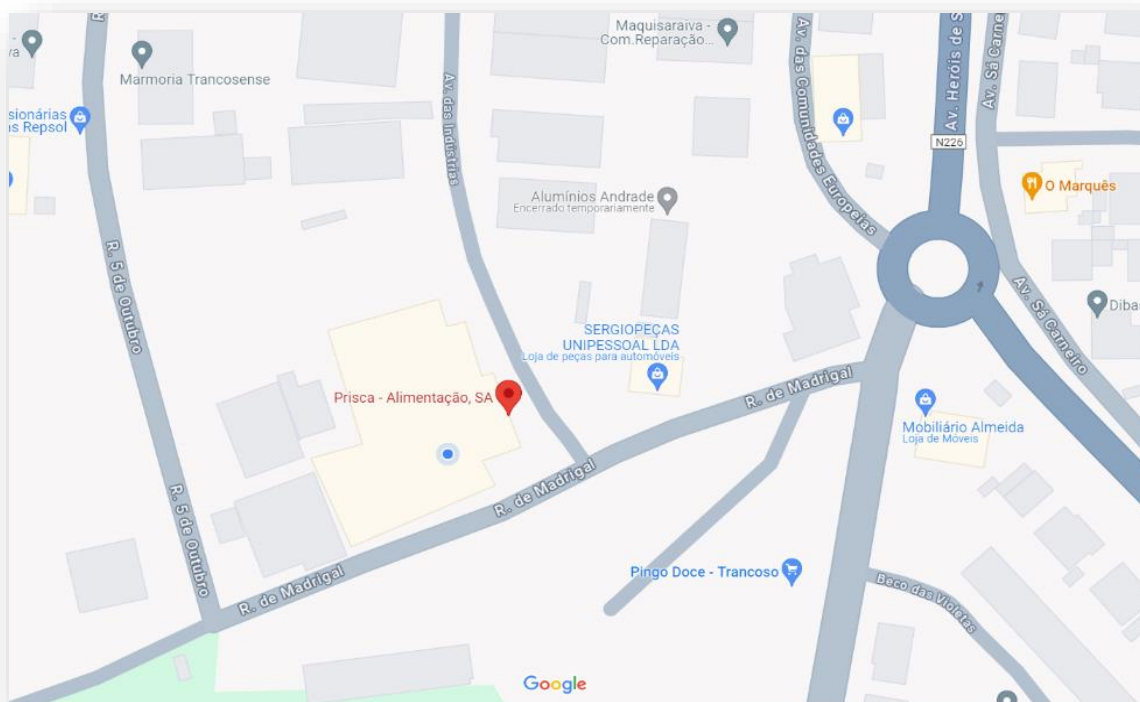 Maquisaraiva -
Com.Reparação...
Marmoria Trancosense
Av. das Industrias
Av. das Comunidades Europeias
Av. Heróis de S
Av. Sá Carne
N226
sionárias
as Repsol
Alumínios Andrade
Encerrado temporariamente
O Marquês
R. 5 de Outubro
Av. Sá Carneiro
SERGIOPEÇAS
UNIPESSOAL LDA
Loja de peças para automóveis
Prisca - Alimentação, SA
R. de Madrigal
Mobiliário Almeida
Loja de Móveis
R. de Madrigal
R. 5 de Outubro
R. de Madrigal
Pingo Doce - Trancoso
Beco das Violetas
Google